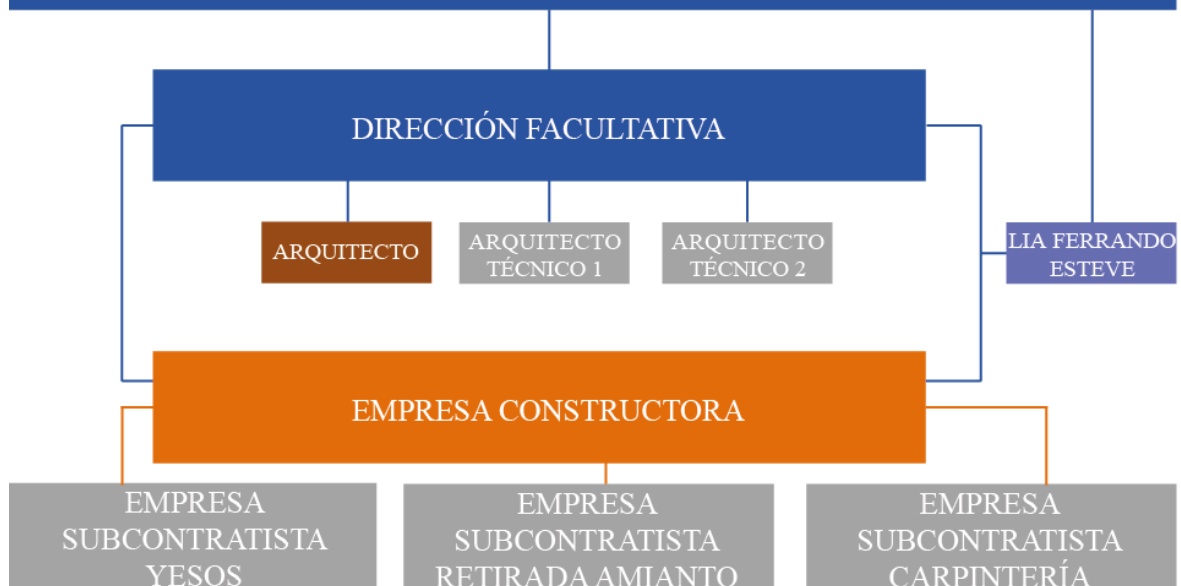 DIRECCIÓN FACULTATIVA
ARQUITECTO
ARQUITECTO
TÉCNICO 1
ARQUITECTO
TÉCNICO 2
LIA FERRANDO
ESTEVE
EMPRESA CONSTRUCTORA
EMPRESA
SUBCONTRATISTA
YESOS
EMPRESA
SUBCONTRATISTA
RETIRADA AMIANTO
EMPRESA
SUBCONTRATISTA
CARPINTERÍA